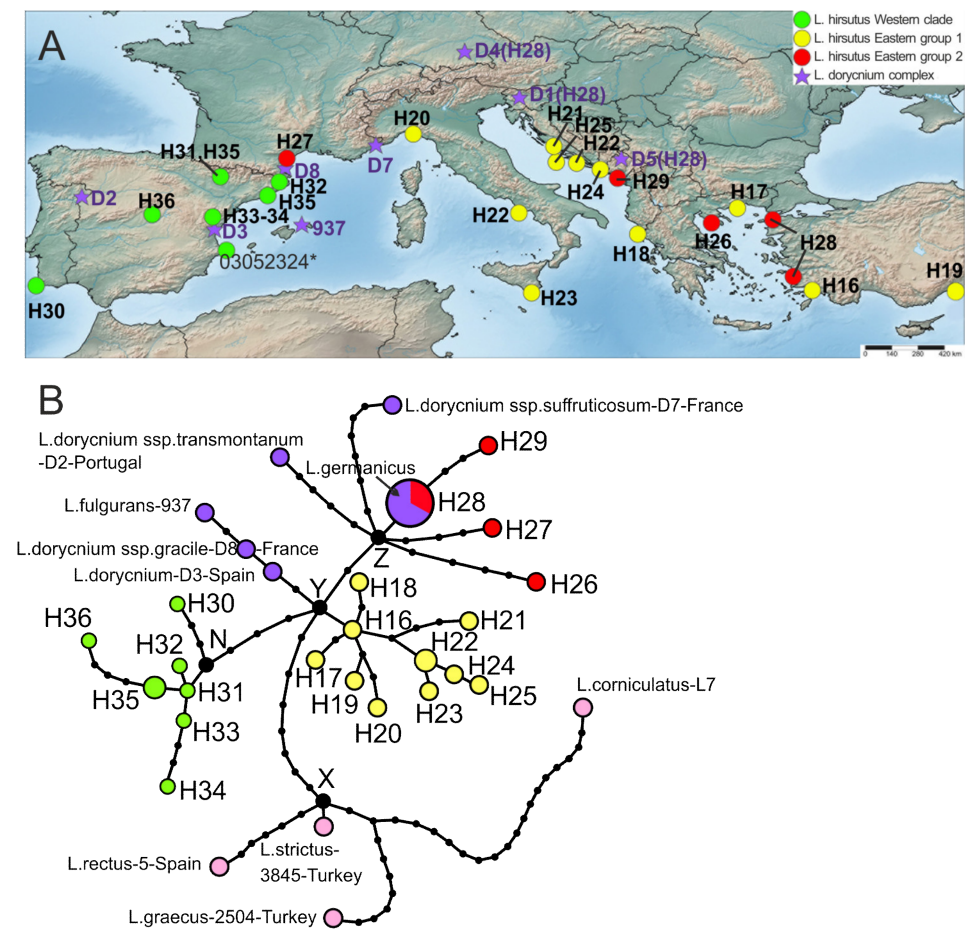 A
L. hirsutus Western clade
L. hirsutus Eastern group 1
L. hirsutus Eastern group 2
L. dorycnium complex
D4(H28)
D1(H28)
H21
H25
H20
H22
H27
H31,H35
D7
D5(H28)
D8
H32
H29
H24
D2
H35
H17
H36
H33-34
H22
937
D3
H26
H18
H28
03052324*
H19
H16
H23
H30
0 140 280 420 km
B
L.dorycnium ssp.suffruticosum-D7-France
L.dorycnium ssp.transmontanum
-D2-Portugal
H29
L.germanicus
H28
L.fulgurans-937
H27
L.dorycnium ssp.gracile-D8 -France
Z
L.dorycnium-D3-Spain
H26
H18
Y
H30
H36
H16
H21
H32
N
H22
H17
H24
H35
H31
H19
H25
L.corniculatus-L7
H23
H33
H20
X
H34
L.strictus-
3845-Turkey
L.rectus-5-Spain
L.graecus-2504-Turkey